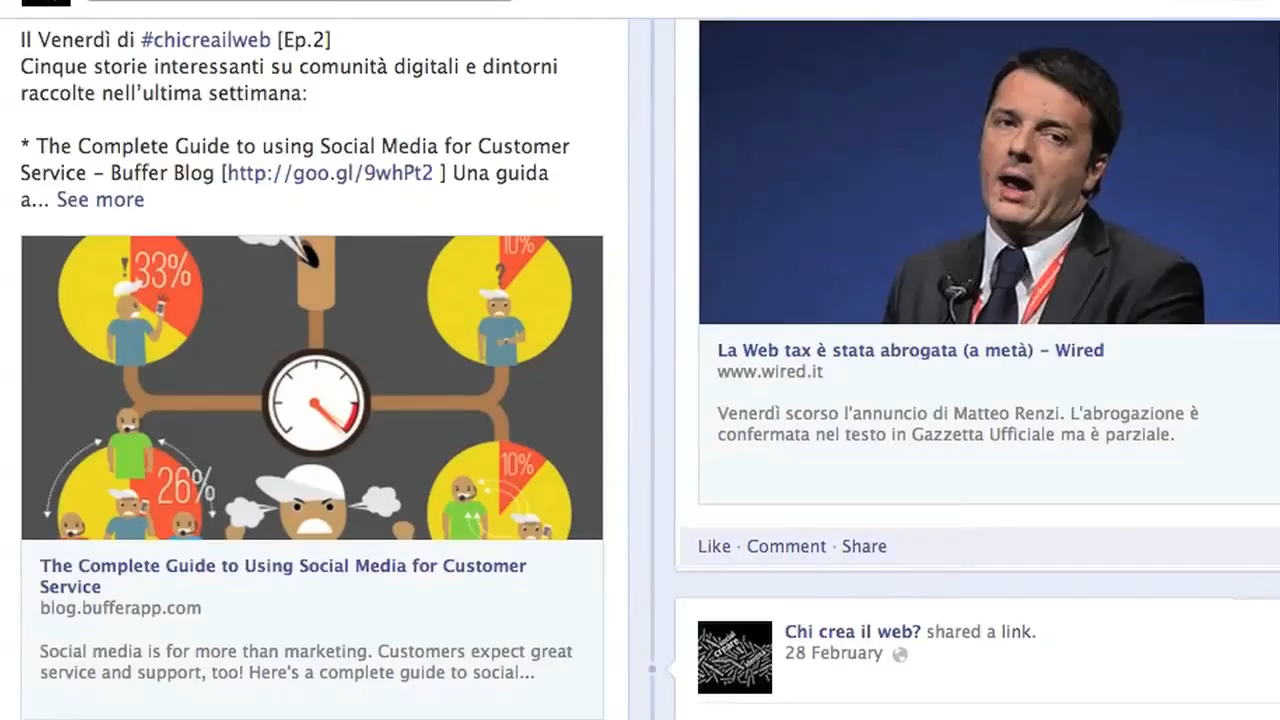 Il Venerdì di #chicreailweb [Ep.2]
Cinque storie interessanti su comunità digitali e dintorni
raccolte nell'ultima settimana:
* The Complete Guide to using Social Media for Customer
Service – Buffer Blog [http://goo.gl/9whPt2 ] Una guida
a... See more
!
33%
?
10%
26%
10%
The Complete Guide to Using Social Media for Customer
Service
blog.bufferapp.com
Social media is for more than marketing. Customers expect great
service and support, too! Here's a complete guide to social...
La Web tax è stata abrogata (a metà) – Wired
www.wired.it
Venerdì scorso l'annuncio di Matteo Renzi. L'abrogazione è
confermata nel testo in Gazzetta Ufficiale ma è parziale.
Like · Comment · Share
Chi crea il web? shared a link.
28 February